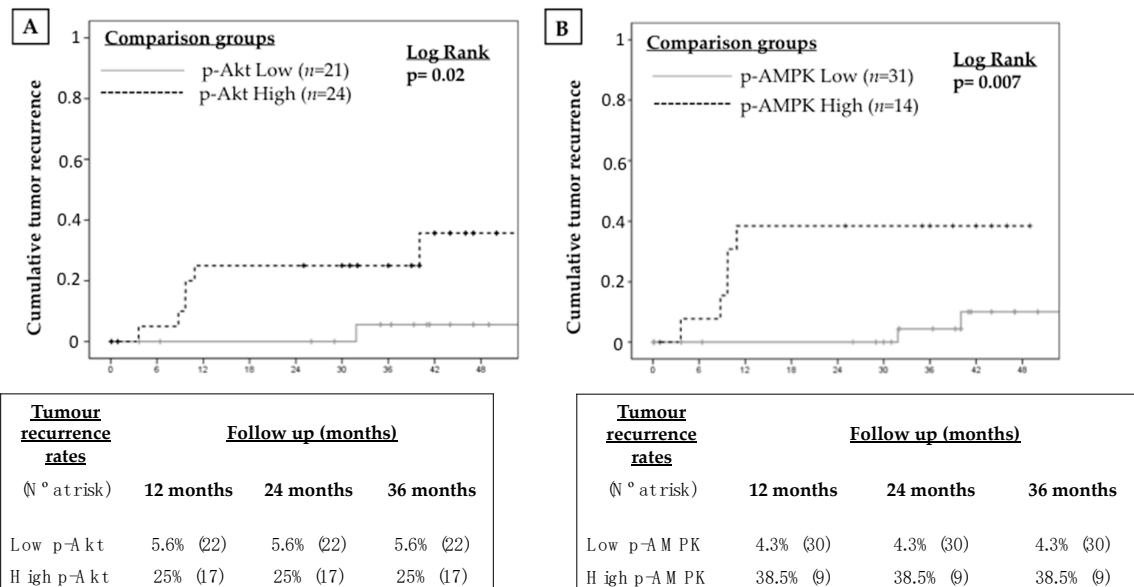 A
Comparison groups
p-Akt Low (n=21)
p-Akt High (n=24)
Log Rank
p= 0.02
Cumulative tumor recurrence
1
0.8
0.6
0.4
0.2
0
0 6 12 18 24 30 36 42 48
B
Comparison groups
p-AMPK Low (n=31)
p-AMPK High (n=14)
Log Rank
p= 0.007
Cumulative tumor recurrence
1
0.8
0.6
0.4
0.2
0
0 6 12 18 24 30 36 42 48
Tumour
recurrence
rates
Follow up (months)
(Nº at risk) 12 months 24 months 36 months
Low p-Akt 5.6% (22) 5.6% (22) 5.6% (22)
High p-Akt 25% (17) 25% (17) 25% (17)
Tumour
recurrence
rates
Follow up (months)
(Nº at risk) 12 months 24 months 36 months
Low p-AMPK 4.3% (30) 4.3% (30) 4.3% (30)
High p-AMPK 38.5% (9) 38.5% (9) 38.5% (9)